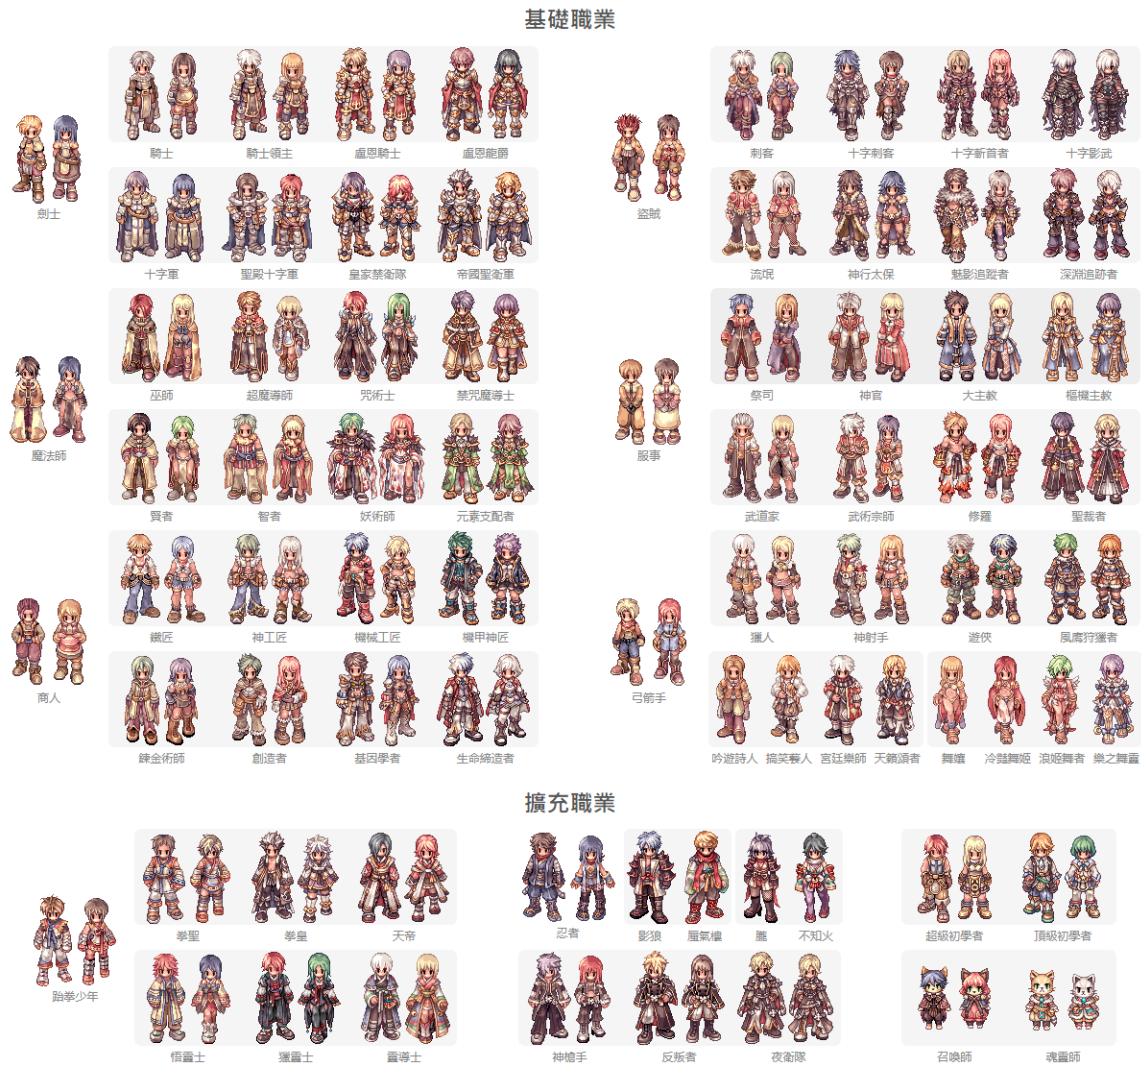 基礎職業
劍士
騎士 騎士領主 盧恩騎士 盧恩龍爵
十字軍 聖殿十字軍 皇家禁衛隊 帝國聖衛軍
盜賊
刺客 十字刺客 十字斬首者 十字影武
流氓 神行太保 魅影追蹤者 深淵追跡者
魔法師
巫師 超魔導師 咒術士 禁咒魔導士
賢者 智者 妖術師 元素支配者
服事
祭司 神官 大主教 樞機主教
武道家 武術宗師 修羅 聖裁者
商人
鐵匠 神工匠 機械工匠 機甲神匠
鍊金術師 創造者 基因學者 生命締造者
弓箭手
獵人 神射手 遊俠 風鷹狩獵者
吟遊詩人 搞笑藝人 宮廷樂師 天籟頌者 舞孃 冷豔舞姬 浪姬舞者 樂之舞靈
擴充職業
跆拳少年
拳聖 拳皇 天帝
悟靈士 獵靈士 靈導士
忍者 影狼 蜃氣樓 朧 不知火
神槍手 反叛者 夜衛隊
超級初學者 頂級初學者
召喚師 魂靈師